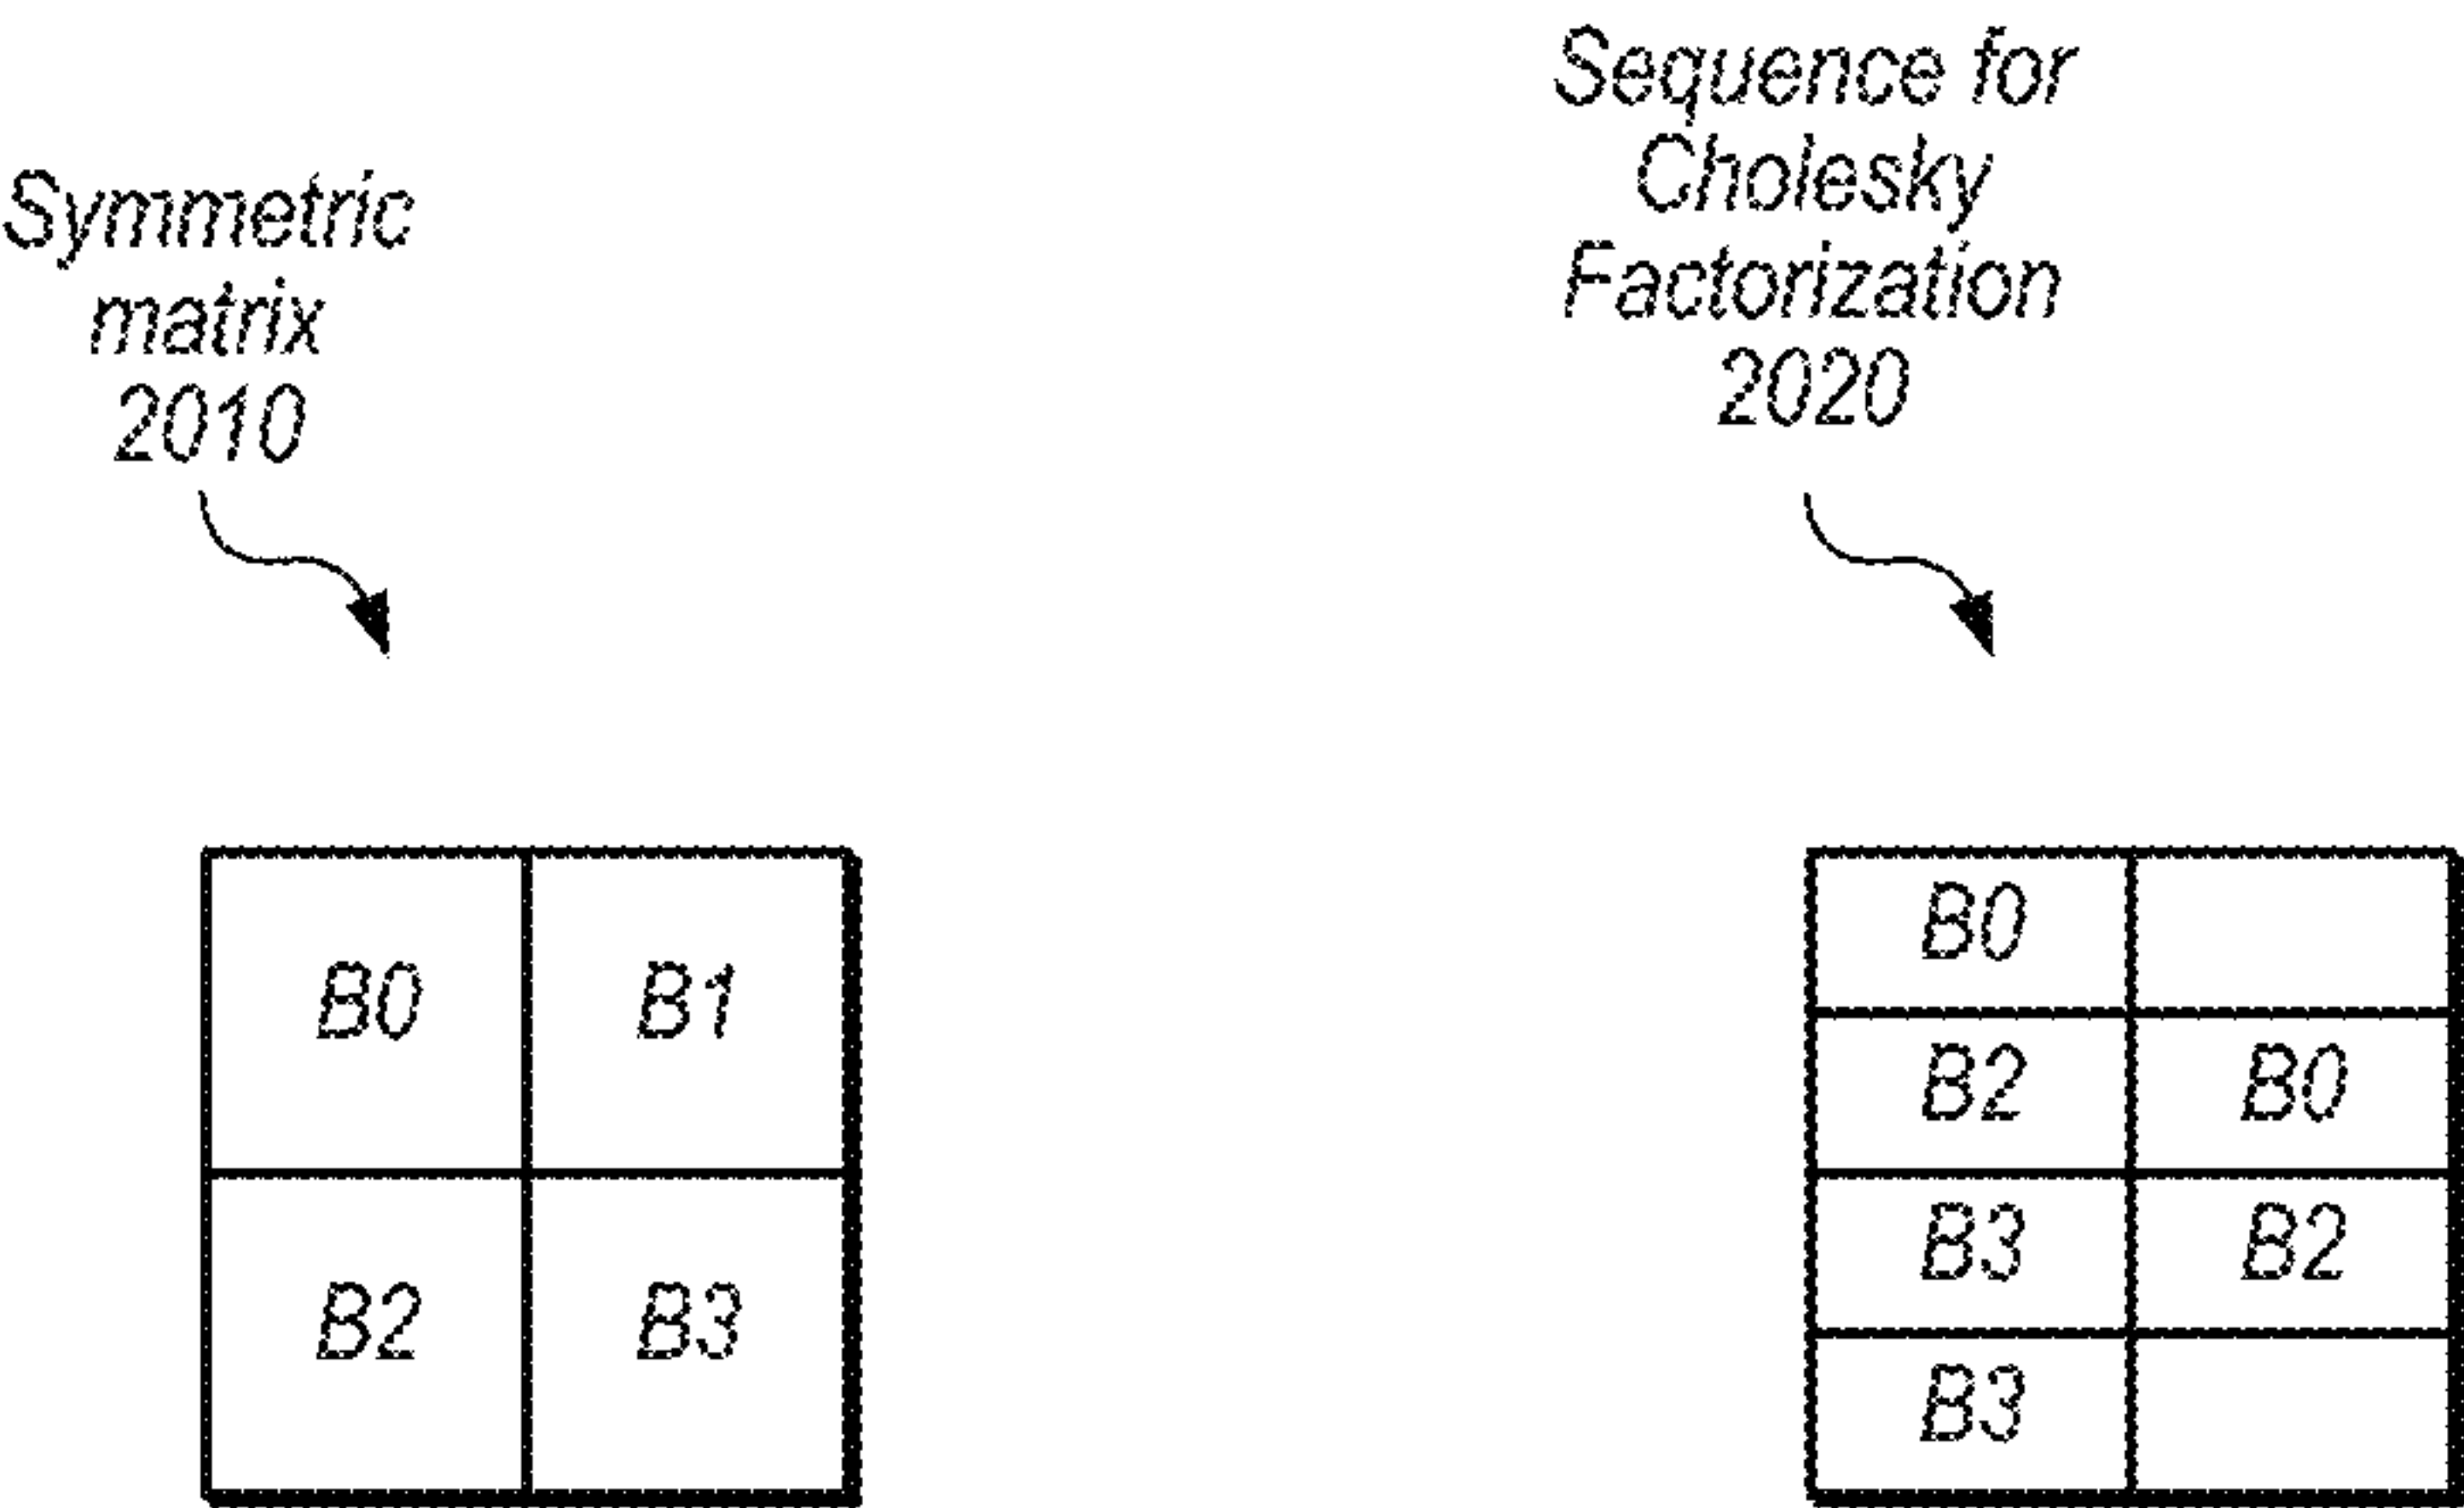 Symmetric
matrix
2010
Sequence for
Cholesky
Factorization
2020
B0 B1
B2 B3
B0
B2 B0
B3 B2
B3